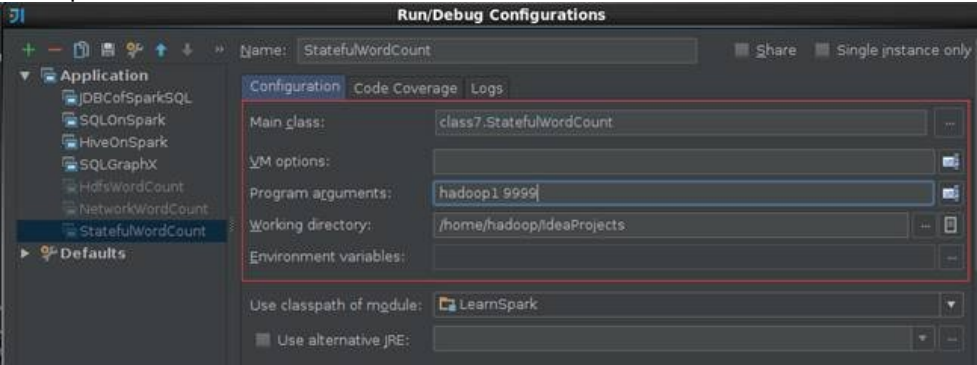 Run/Debug Configurations
Name: StatefulWordCount
Share
Single instance only
Application
JDBCofSparkSQL
SQLOnSpark
HiveOnSpark
SQLGraphX
HdfsWordCount
NetworkWordCount
StatefulWordCount
Defaults
Configuration Code Coverage Logs
Main class: class7.StatefulWordCount
VM options:
Program arguments: hadoop1 9999
Working directory: /home/hadoop/IdeaProjects
Environment variables:
Use classpath of module: LearnSpark
Use alternative JRE: